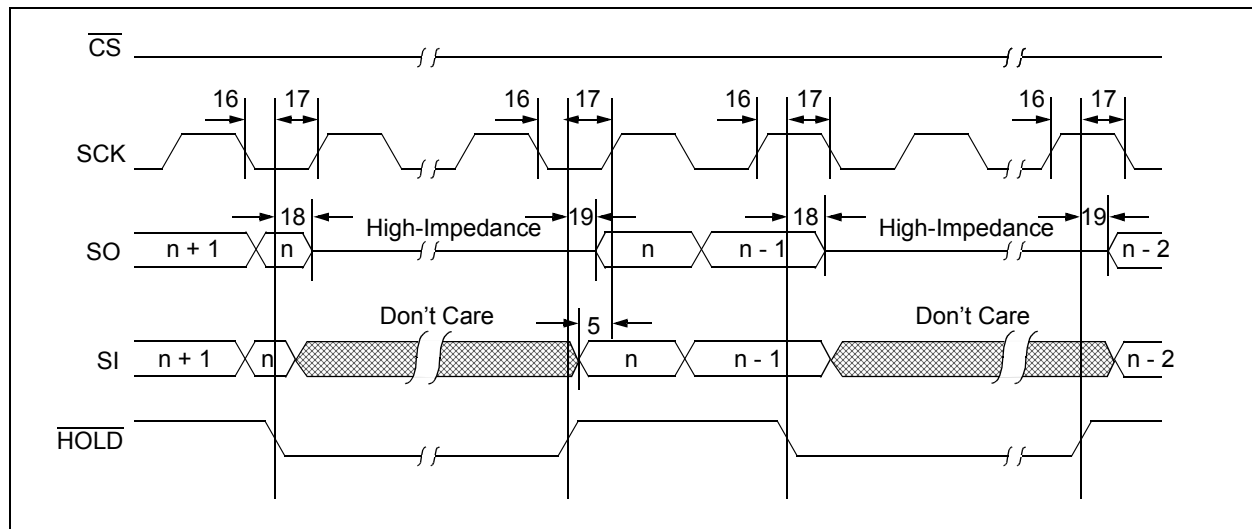 CS
16 17 16 17 16 17 16 17
SCK
18 High-Impedance 19 18 High-Impedance 19
SO n + 1 n n n - 1 n - 2
Don't Care 5 Don't Care
SI n + 1 n n n - 1 n - 2
HOLD